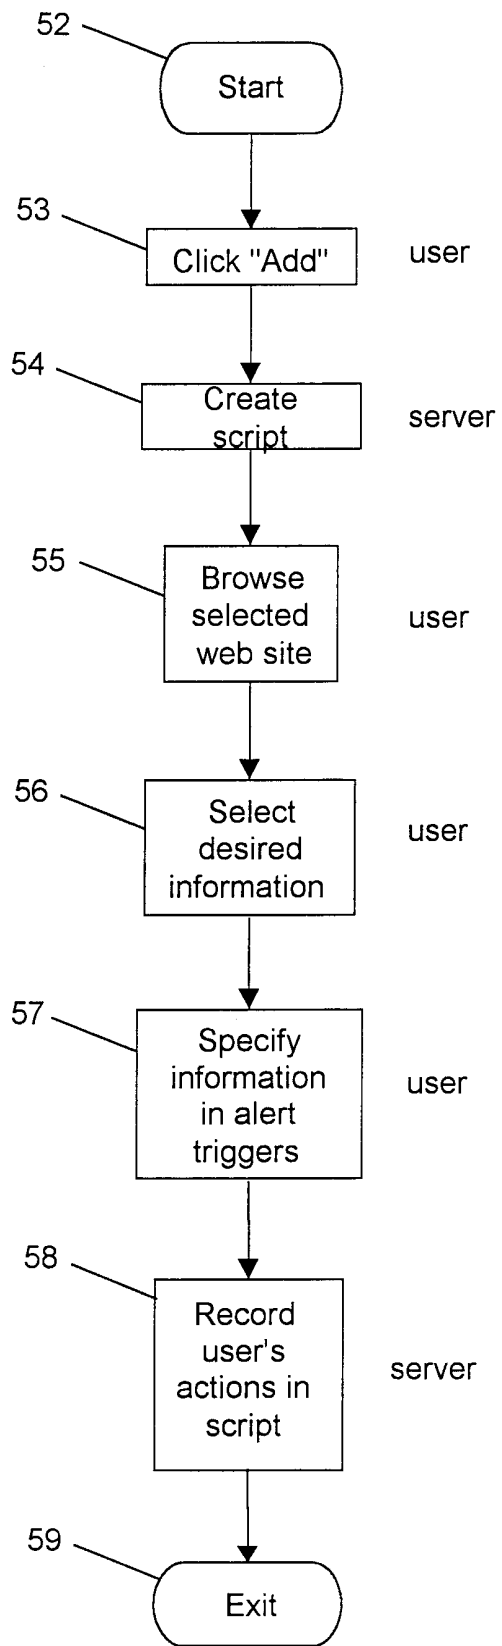 52
Start
53
Click "Add"
user
54
Create
script
server
55
Browse
selected
web site
user
56
Select
desired
information
user
57
Specify
information
in alert
triggers
user
58
Record
user's
actions in
script
server
59
Exit